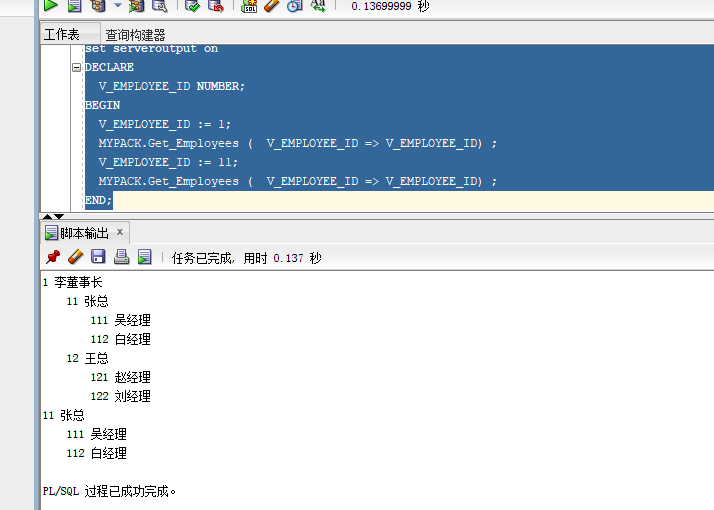 0.13699999 秒
工作表 查询构建器
set serveroutput on
DECLARE
V_EMPLOYEE_ID NUMBER;
BEGIN
V_EMPLOYEE_ID := 1;
MYPACK.Get_Employees (  V_EMPLOYEE_ID => V_EMPLOYEE_ID) ;
V_EMPLOYEE_ID := 11;
MYPACK.Get_Employees (  V_EMPLOYEE_ID => V_EMPLOYEE_ID) ;
END;
脚本输出 x
任务已完成, 用时 0.137 秒
1 李董事长
11 张总
111 吴经理
112 白经理
12 王总
121 赵经理
122 刘经理
11 张总
111 吴经理
112 白经理
PL/SQL 过程已成功完成。